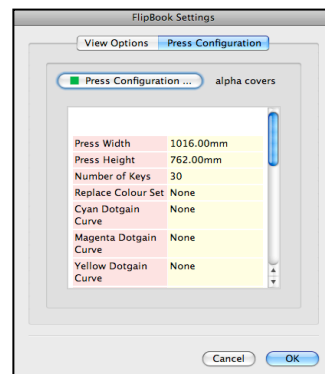 FlipBook Settings
View Options Press Configuration
Press Configuration ... alpha covers
Press Width 1016.00mm
Press Height 762.00mm
Number of Keys 30
Replace Colour Set None
Cyan Dotgain None
Curve
Magenta Dotgain None
Curve
Yellow Dotgain None
Curve
Cancel OK